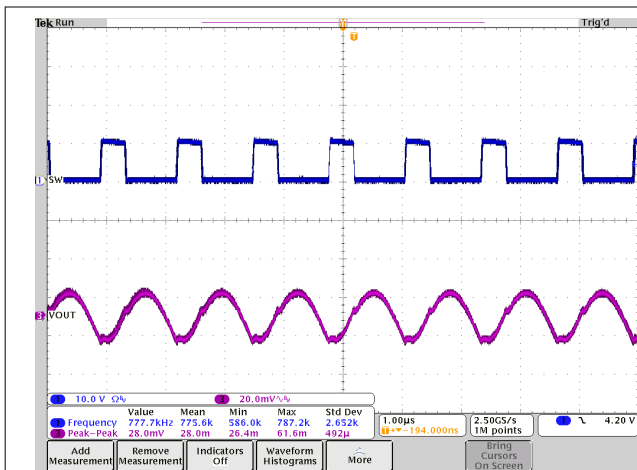 Tek Run Trig'd
T
T
1 SW
3 VOUT
1 10.0 V Ω 3 20.0mV
Value Mean Min Max Std Dev
1 Frequency 777.7kHz 775.6k 586.0k 787.2k 2.652k
3 Peak-Peak 28.0mV 28.0m 26.4m 61.6m 492µ
1.00µs
T→▼-194.000ns
2.50GS/s
1M points
1 4.20 V
Add Measurement
Remove Measurement
Indicators Off
Waveform Histograms
More
Bring Cursors On Screen